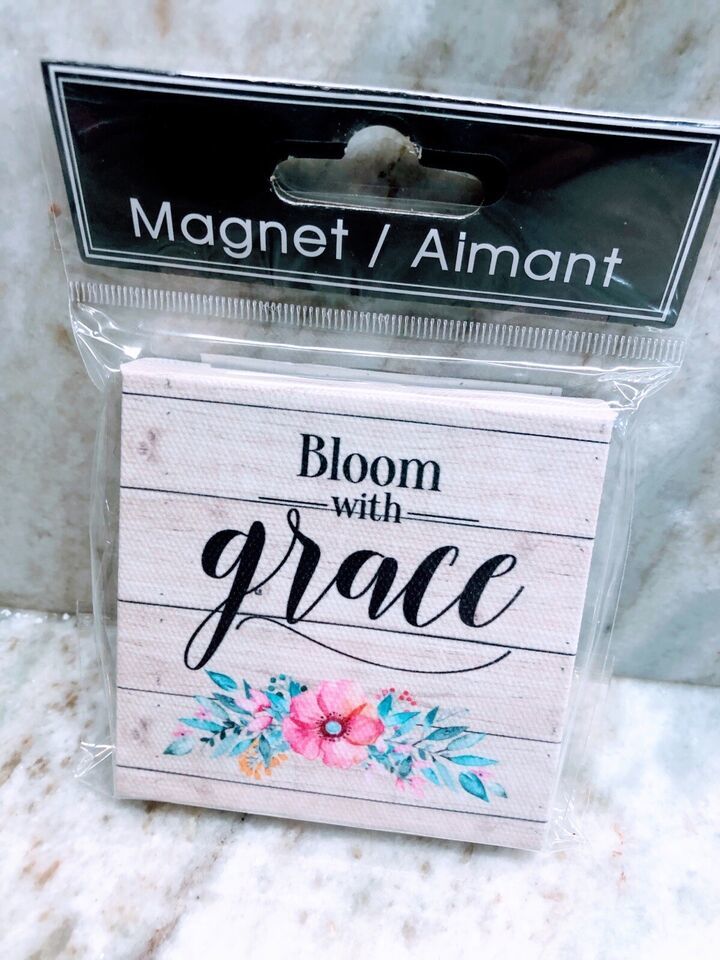 Magnet / Aimant
Bloom
with
grace